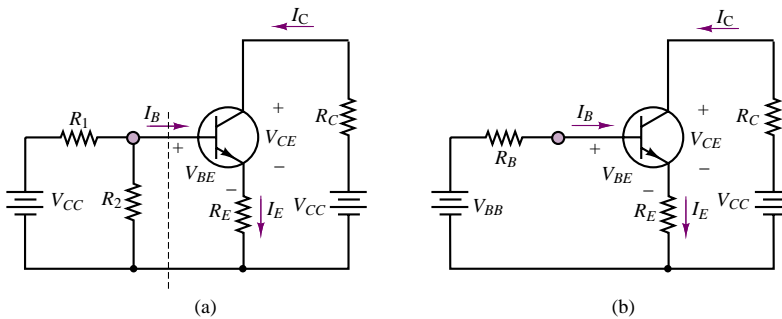 I_C
R_1
I_B
+
+
R_C
V_CE
−
V_CC
R_2
V_BE
−
R_E
I_E
V_CC
(a)
I_C
I_B
+
R_B
+
R_C
V_CE
−
V_BE
−
V_BB
R_E
I_E
V_CC
(b)